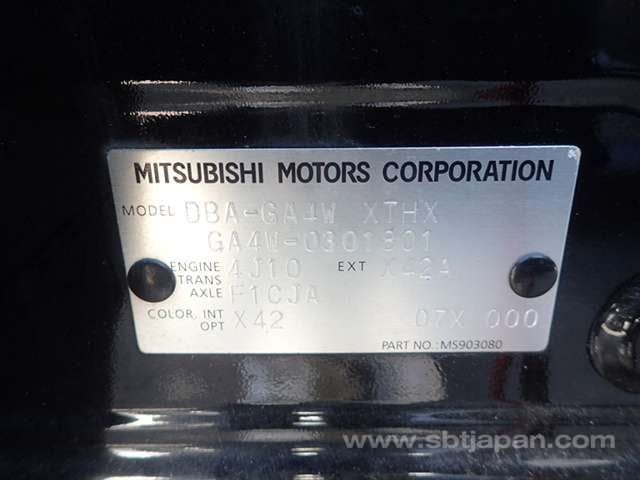 MITSUBISHI MOTORS CORPORATION
MODEL DBA-GA4W XTHX
GA4W-0301801
ENGINE 4J10 EXT X42A
TRANS
AXLE F1CJA
COLOR, INT X42 07X 000
OPT
PART NO.: MS903080
www.sbtjapan.com